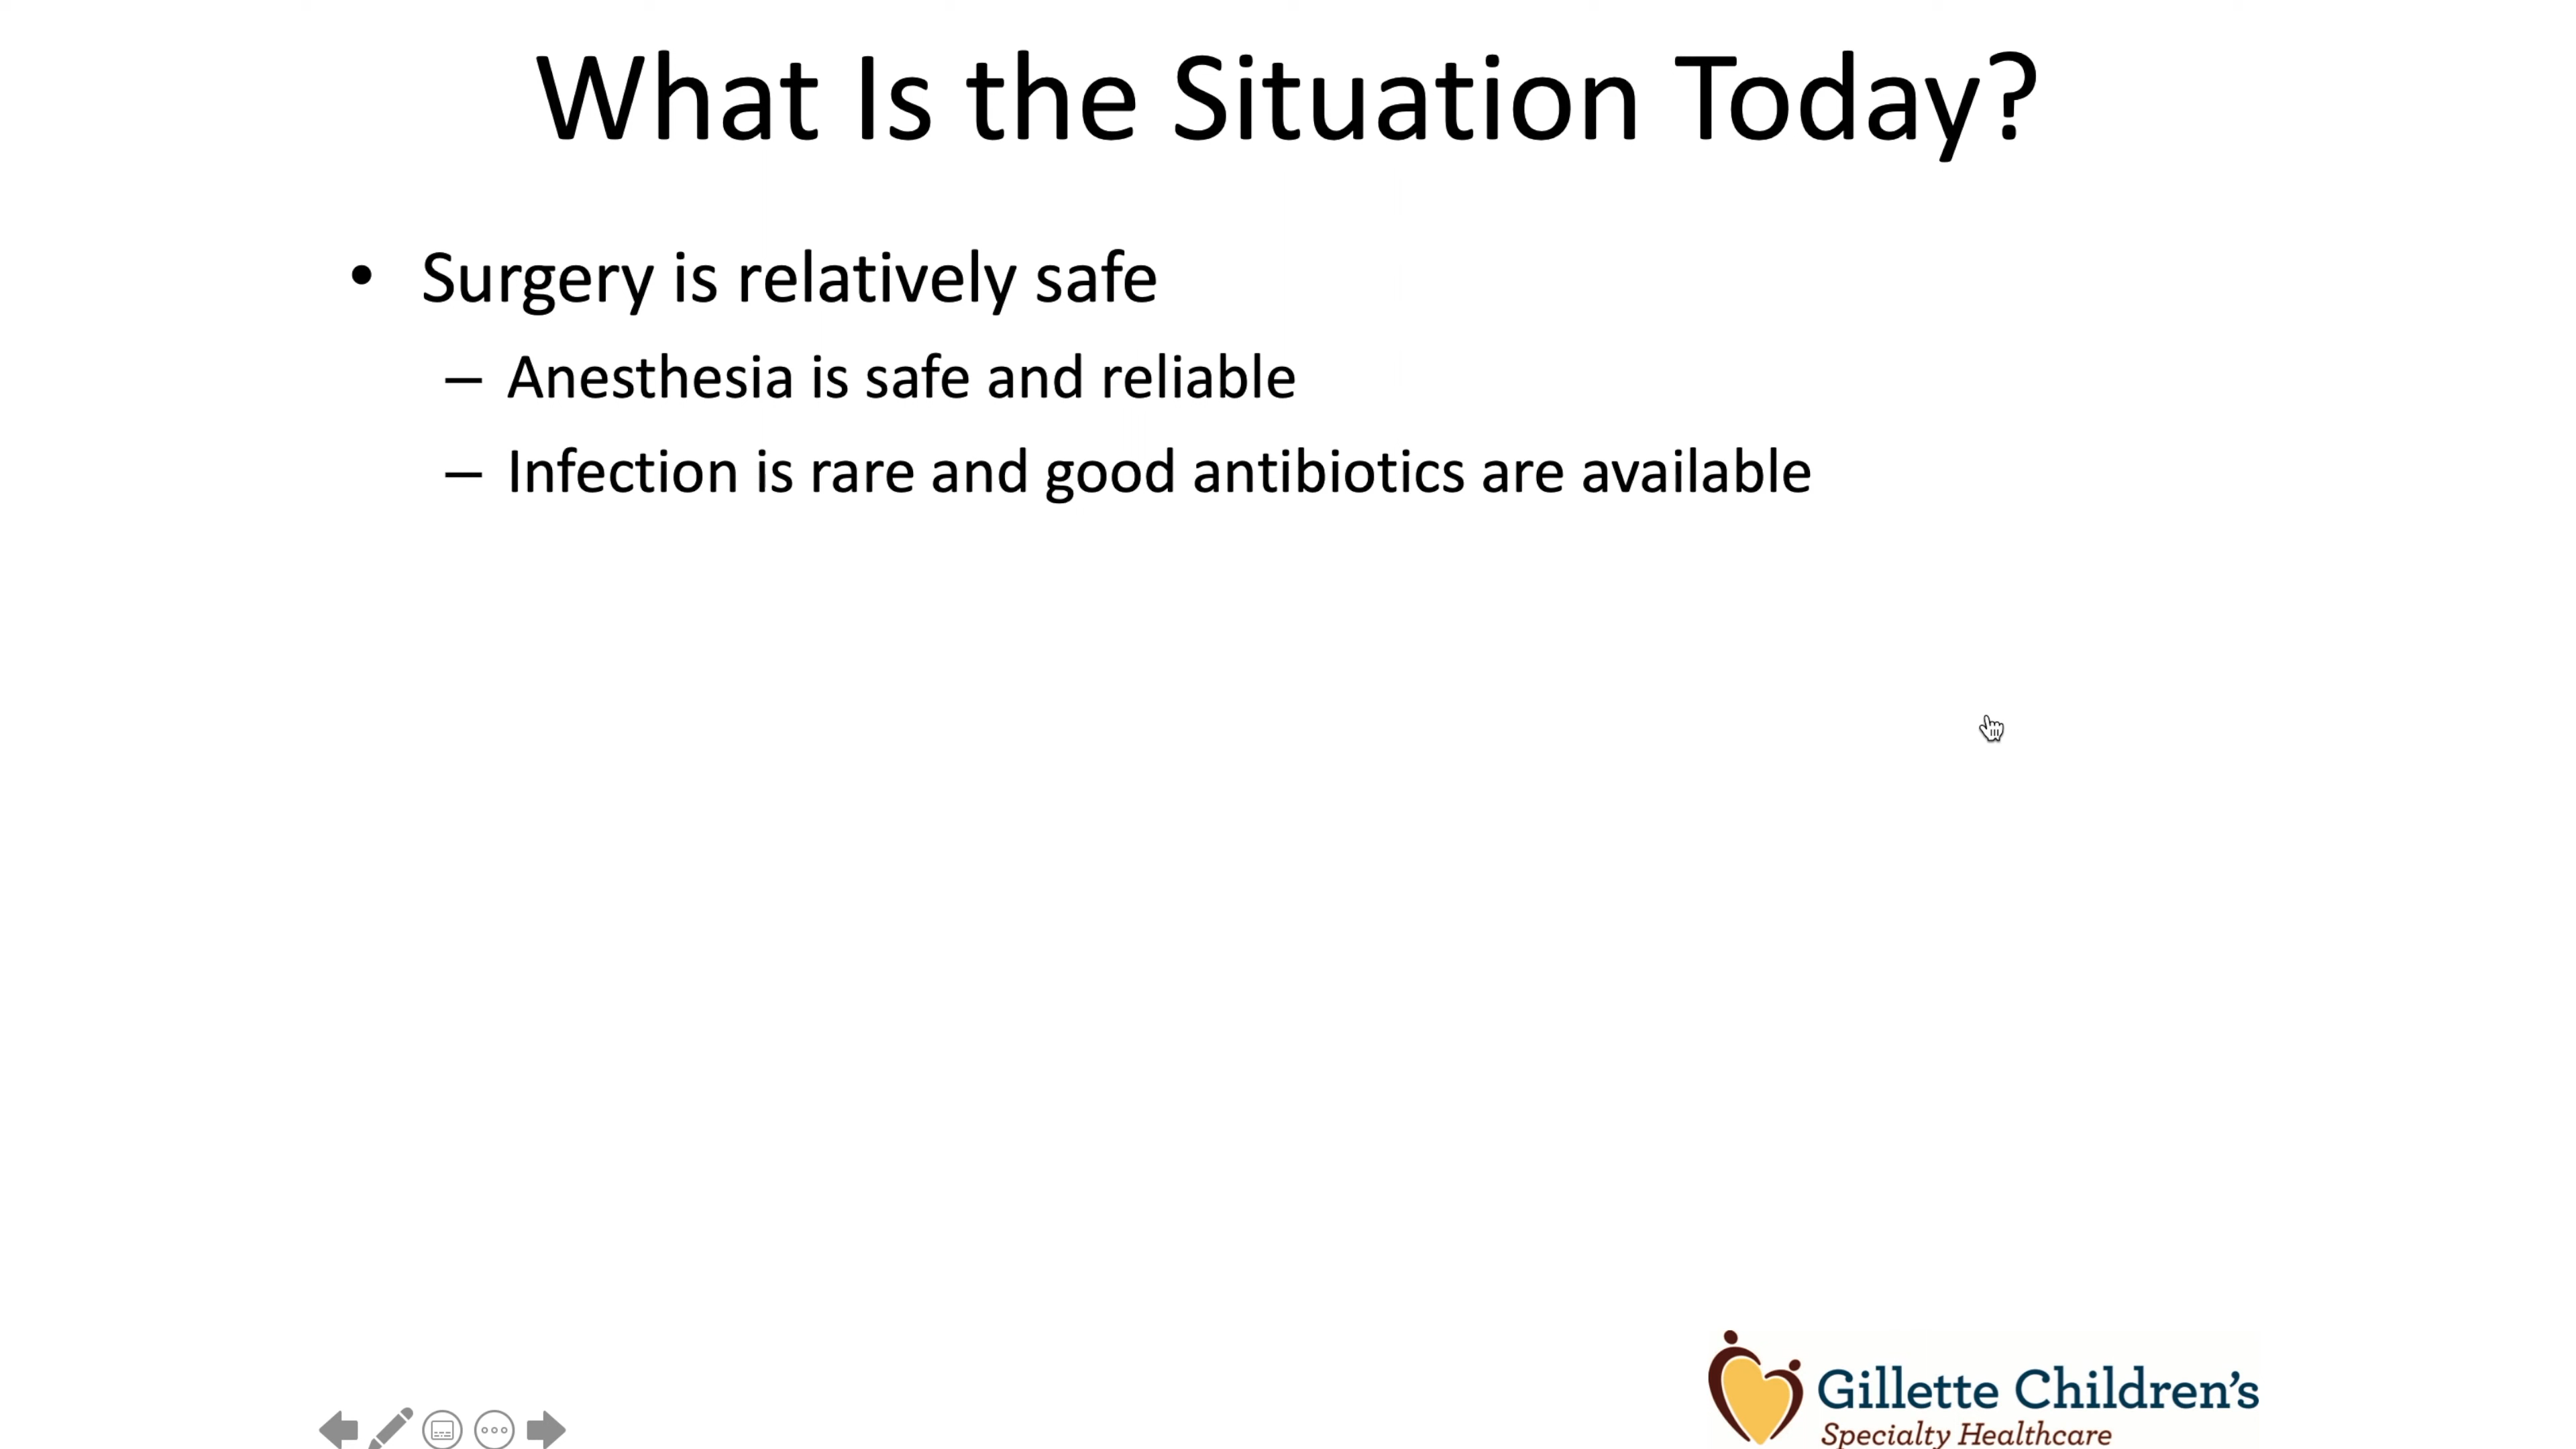 What Is the Situation Today?
• Surgery is relatively safe
– Anesthesia is safe and reliable
– Infection is rare and good antibiotics are available
Gillette Children's
Specialty Healthcare